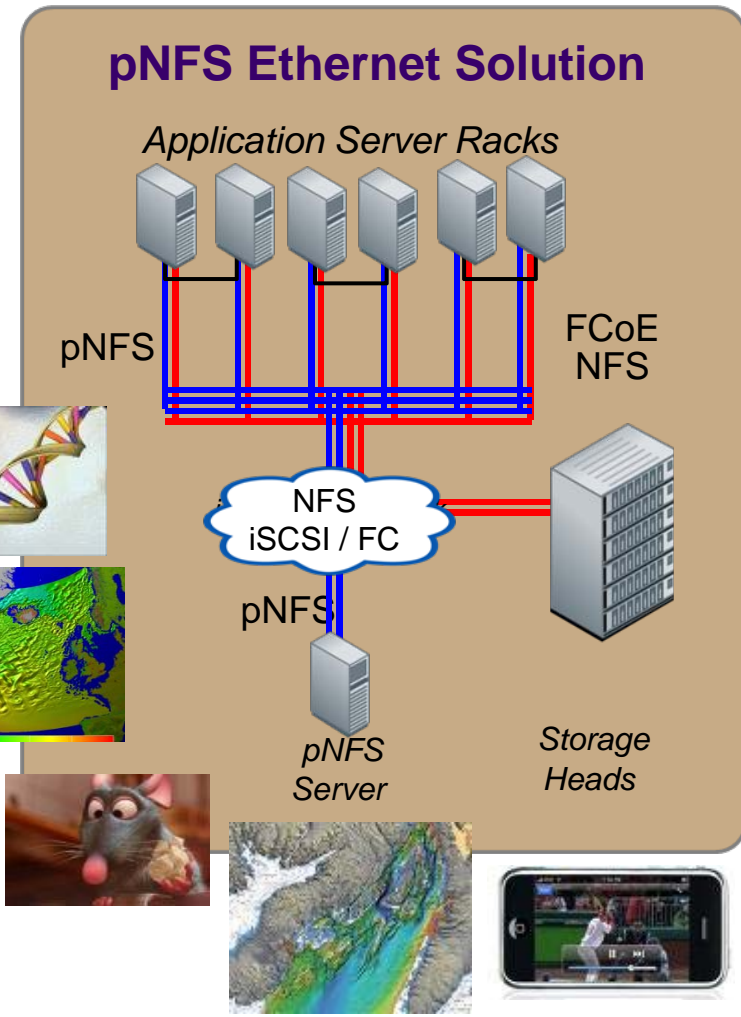 pNFS Ethernet Solution
Application Server Racks
pNFS
FCoE
NFS
NFS
iSCSI / FC
pNFS
pNFS
Server
Storage
Heads